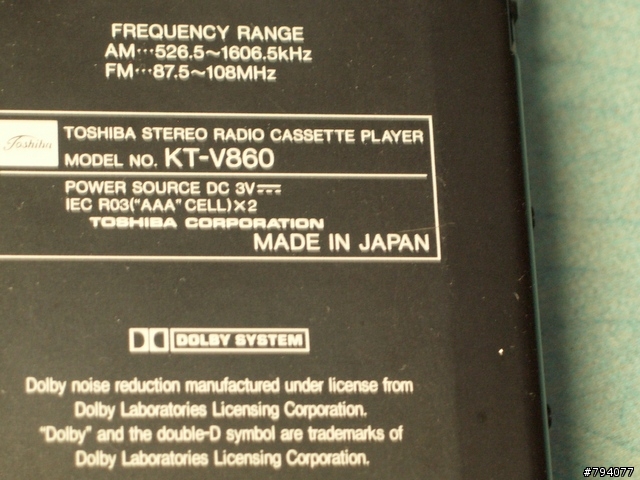 FREQUENCY RANGE
AM···526.5~1606.5kHz
FM···87.5~108MHz
Toshiba
TOSHIBA STEREO RADIO CASSETTE PLAYER
MODEL NO. KT-V860
POWER SOURCE DC 3V⎓
IEC R03("AAA" CELL)×2
TOSHIBA CORPORATION
MADE IN JAPAN
DOLBY SYSTEM
Dolby noise reduction manufactured under license from
Dolby Laboratories Licensing Corporation.
"Dolby" and the double-D symbol are trademarks of
Dolby Laboratories Licensing Corporation.
#794077